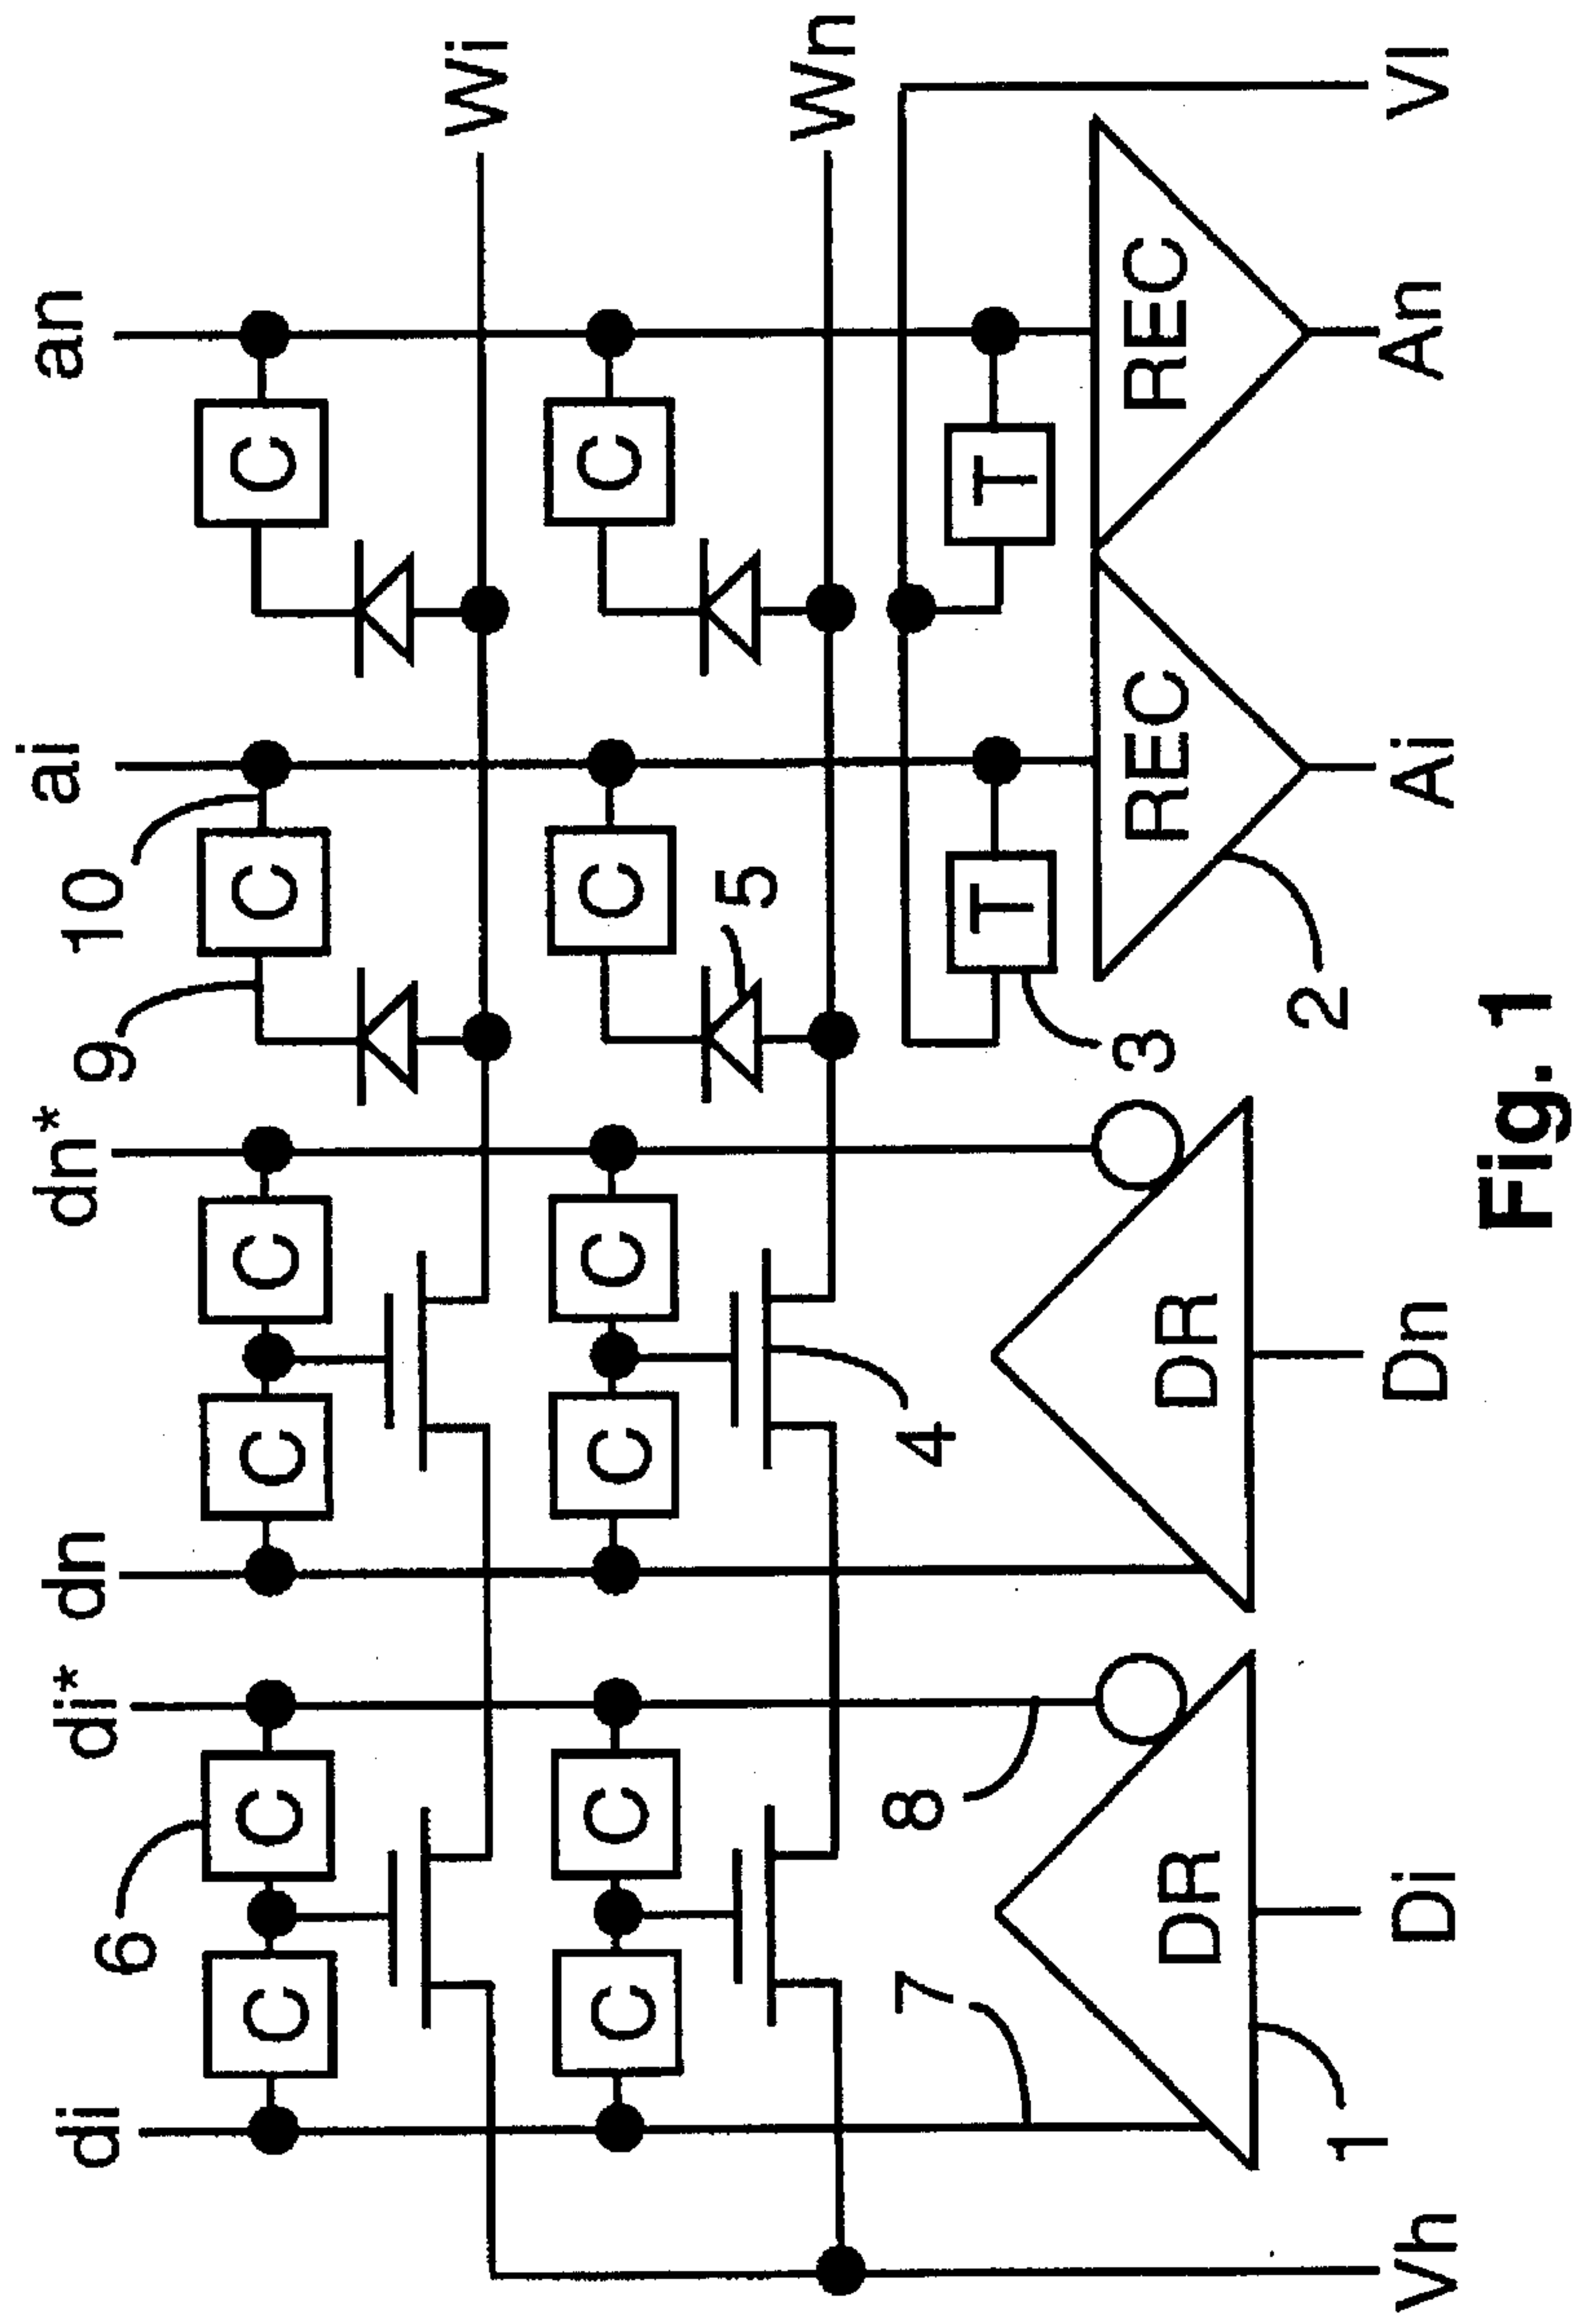 di di* dn dn* ai an
6 9 10
C C C C C C
Wi
C C C C C C
5
Wn
7 8 4
T T
3
DR DR REC REC
1 2
Vh Di Dn Ai An Vl
Fig. 1